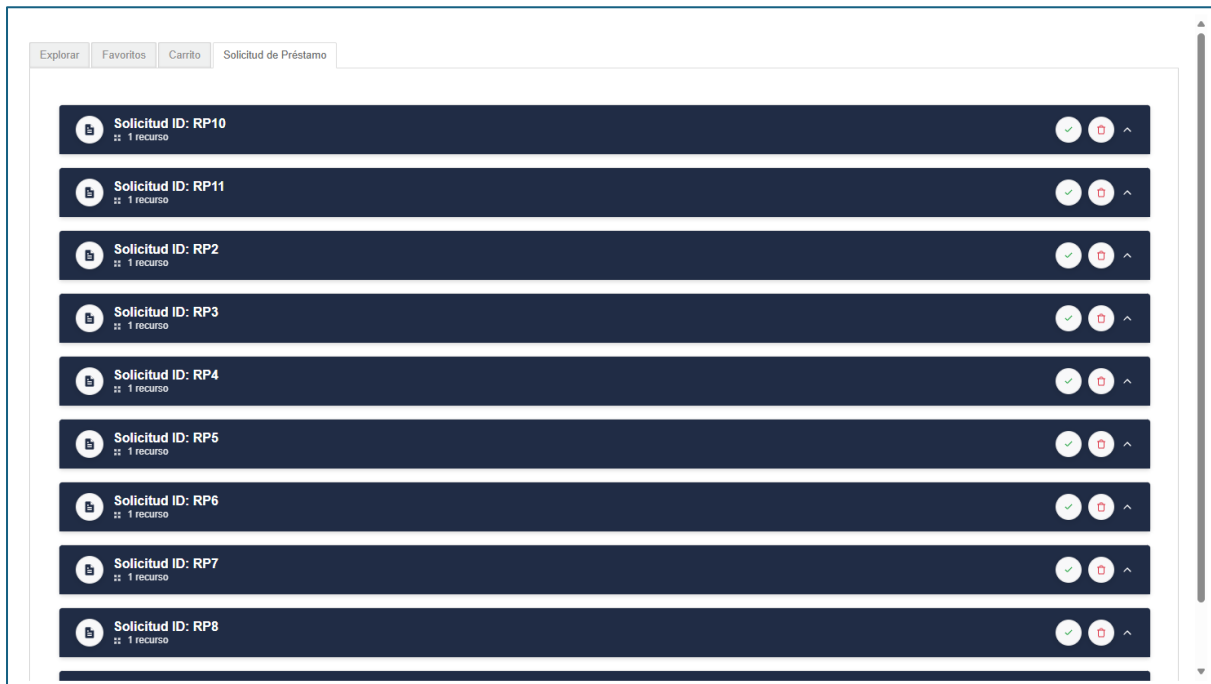 Explorar
Favoritos
Carrito
Solicitud de Préstamo
Solicitud ID: RP10
1 recurso
Solicitud ID: RP11
1 recurso
Solicitud ID: RP2
1 recurso
Solicitud ID: RP3
1 recurso
Solicitud ID: RP4
1 recurso
Solicitud ID: RP5
1 recurso
Solicitud ID: RP6
1 recurso
Solicitud ID: RP7
1 recurso
Solicitud ID: RP8
1 recurso